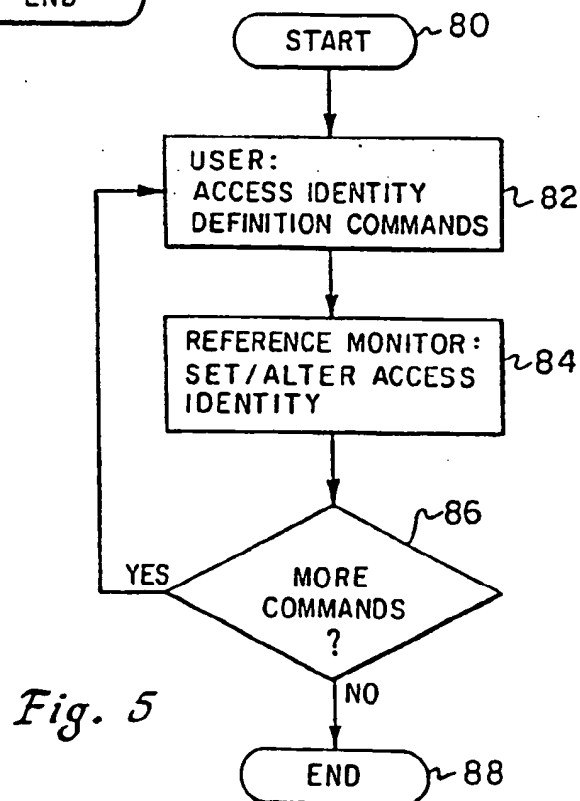 END
START
80
USER:
ACCESS IDENTITY
DEFINITION COMMANDS
82
REFERENCE MONITOR:
SET/ALTER ACCESS
IDENTITY
84
86
YES
MORE
COMMANDS
?
NO
Fig. 5
END
88